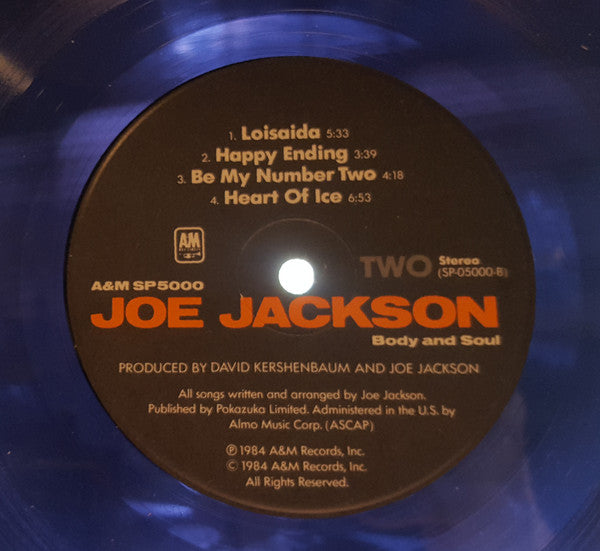 1. Loisaida 5:33
2. Happy Ending 3:39
3. Be My Number Two 4:18
4. Heart Of Ice 6:53
A&M
RECORDS
TWO Stereo
(SP-05000-B)
A&M SP5000
JOE JACKSON
Body and Soul
PRODUCED BY DAVID KERSHENBAUM AND JOE JACKSON
All songs written and arranged by Joe Jackson.
Published by Pokazuka Limited. Administered in the U.S. by
Almo Music Corp. (ASCAP)
℗ 1984 A&M Records, Inc.
© 1984 A&M Records, Inc.
All Rights Reserved.